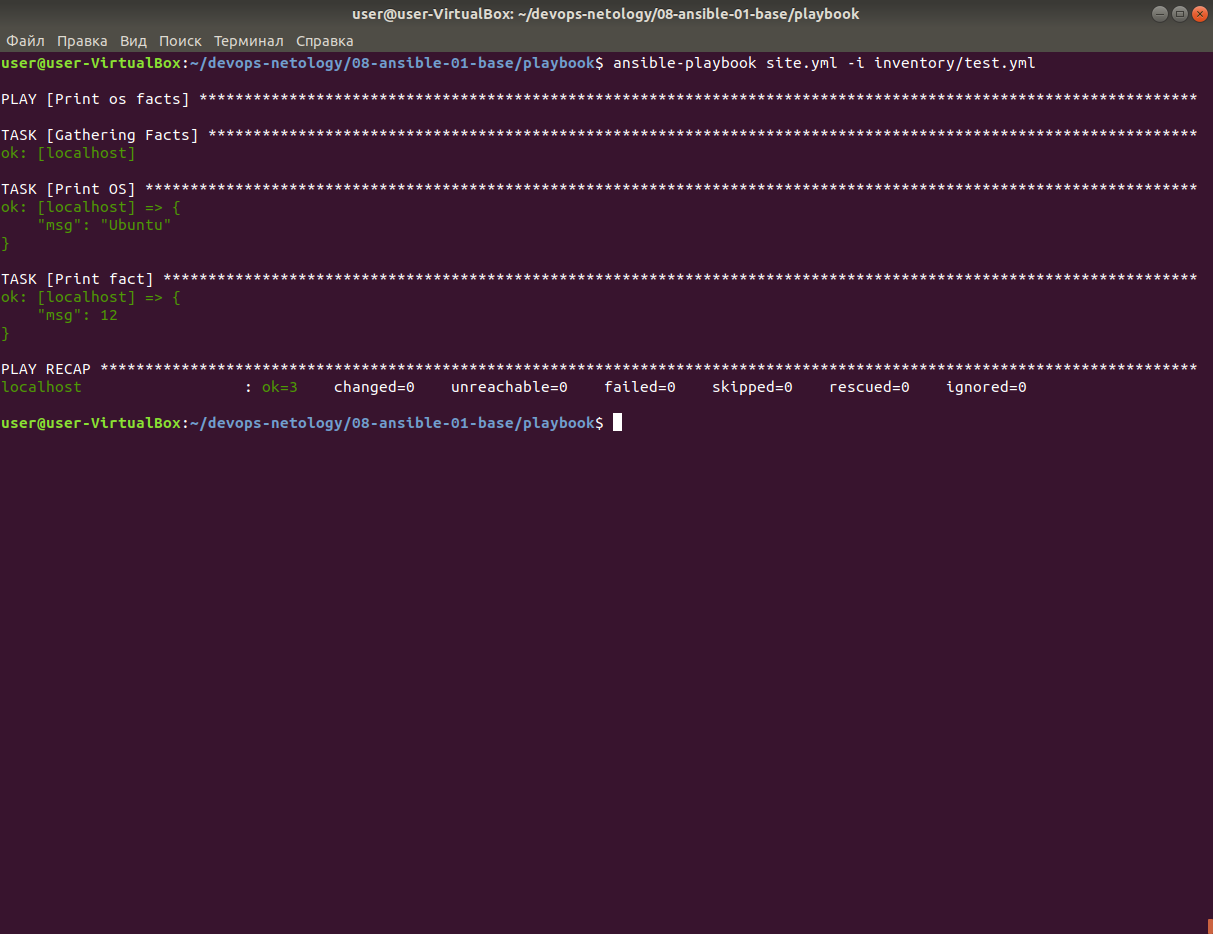 user@user-VirtualBox: ~/devops-netology/08-ansible-01-base/playbook
Файл Правка Вид Поиск Терминал Справка
user@user-VirtualBox:~/devops-netology/08-ansible-01-base/playbook$ ansible-playbook site.yml -i inventory/test.yml
PLAY [Print os facts] ***************************************************************************************************************
TASK [Gathering Facts] **************************************************************************************************************
ok: [localhost]
TASK [Print OS] *********************************************************************************************************************
ok: [localhost] => {
    "msg": "Ubuntu"
}
TASK [Print fact] *******************************************************************************************************************
ok: [localhost] => {
    "msg": 12
}
PLAY RECAP **************************************************************************************************************************
localhost                  : ok=3    changed=0    unreachable=0    failed=0    skipped=0    rescued=0    ignored=0
user@user-VirtualBox:~/devops-netology/08-ansible-01-base/playbook$